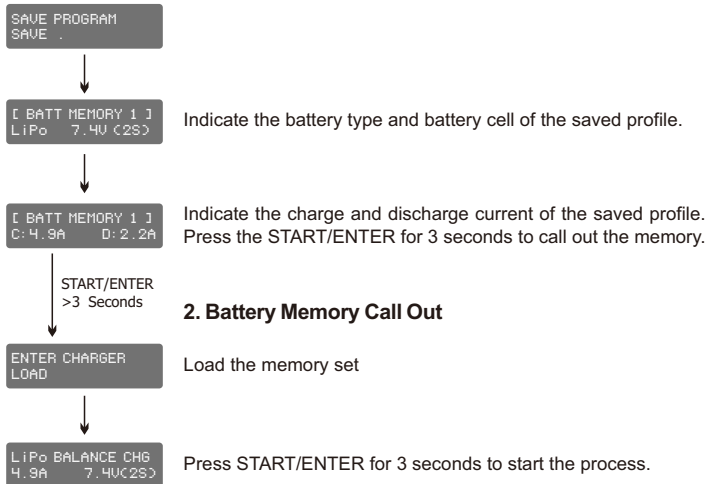 SAVE PROGRAM
SAVE .
[ BATT MEMORY 1 ]
LiPo 7.4V (2S)
Indicate the battery type and battery cell of the saved profile.
[ BATT MEMORY 1 ]
C:4.9A D:2.2A
Indicate the charge and discharge current of the saved profile.
Press the START/ENTER for 3 seconds to call out the memory.
START/ENTER
>3 Seconds
2. Battery Memory Call Out
ENTER CHARGER
LOAD
Load the memory set
LiPo BALANCE CHG
4.9A 7.4V(2S)
Press START/ENTER for 3 seconds to start the process.